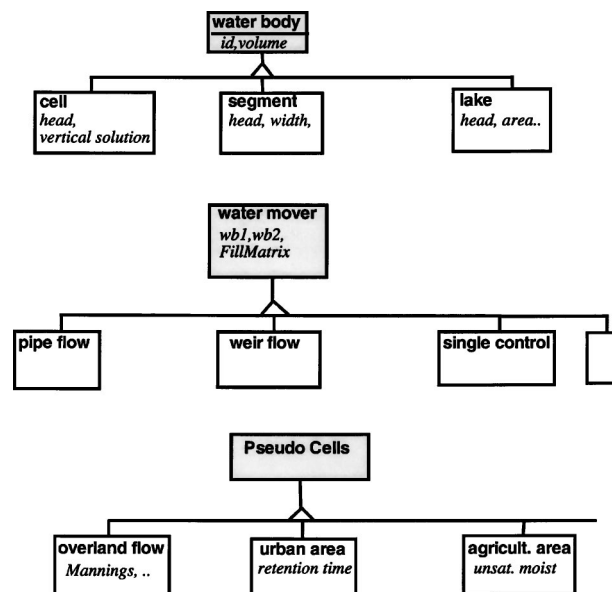 water body
id,volume
cell
head,
vertical solution
segment
head, width,
lake
head, area..
water mover
wb1,wb2,
FillMatrix
pipe flow
weir flow
single control
Pseudo Cells
overland flow
Mannings, ..
urban area
retention time
agricult. area
unsat. moist